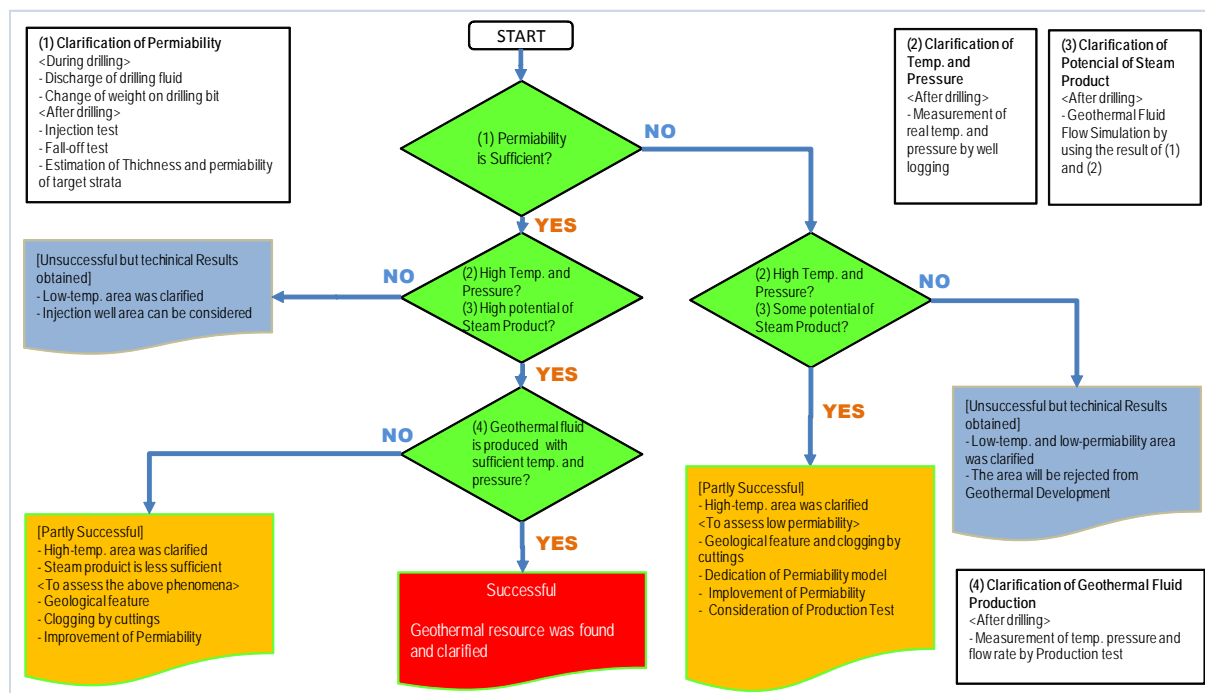 (1) Clarification of Permiability
<During drilling>
- Discharge of drilling fluid
- Change of weight on drilling bit
<After drilling>
- Injection test
- Fall-off test
- Estimation of Thichness and permiability
of target strata
START
(2) Clarification of
Temp. and
Pressure
<After drilling>
- Measurement of
real temp. and
pressure by well
logging
(3) Clarification of
Potencial of Steam
Product
<After drilling>
- Geothermal Fluid
Flow Simulation by
using the result of (1)
and (2)
(1) Permiability
is Sufficient?
NO
YES
[Unsuccessful but techinical Results
obtained]
- Low-temp. area was clarified
- Injection well area can be considered
NO
(2) High Temp. and
Pressure?
(3) High potential of
Steam Product?
(2) High Temp. and
Pressure?
(3) Some potential of
Steam Product?
NO
YES
YES
NO
(4) Geothermal fluid
is produced with
sufficient temp. and
pressure?
[Unsuccessful but techinical Results
obtained]
- Low-temp. and low-permiability area
was clarified
- The area will be rejected from
Geothermal Development
[Partly Successful]
- High-temp. area was clarified
- Steam produict is less sufficient
<To assess the above phenomena>
- Geological feature
- Clogging by cuttings
- Improvement of Permiability
YES
Successful
Geothermal resource was found
and clarified
[Partly Successful]
- High-temp. area was clarified
<To assess low permiability>
- Geological feature and clogging by
cuttings
- Dedication of Permiability model
- Implovement of Permiability
- Consideration of Production Test
(4) Clarification of Geothermal Fluid
Production
<After drilling>
- Measurement of temp. pressure and
flow rate by Production test